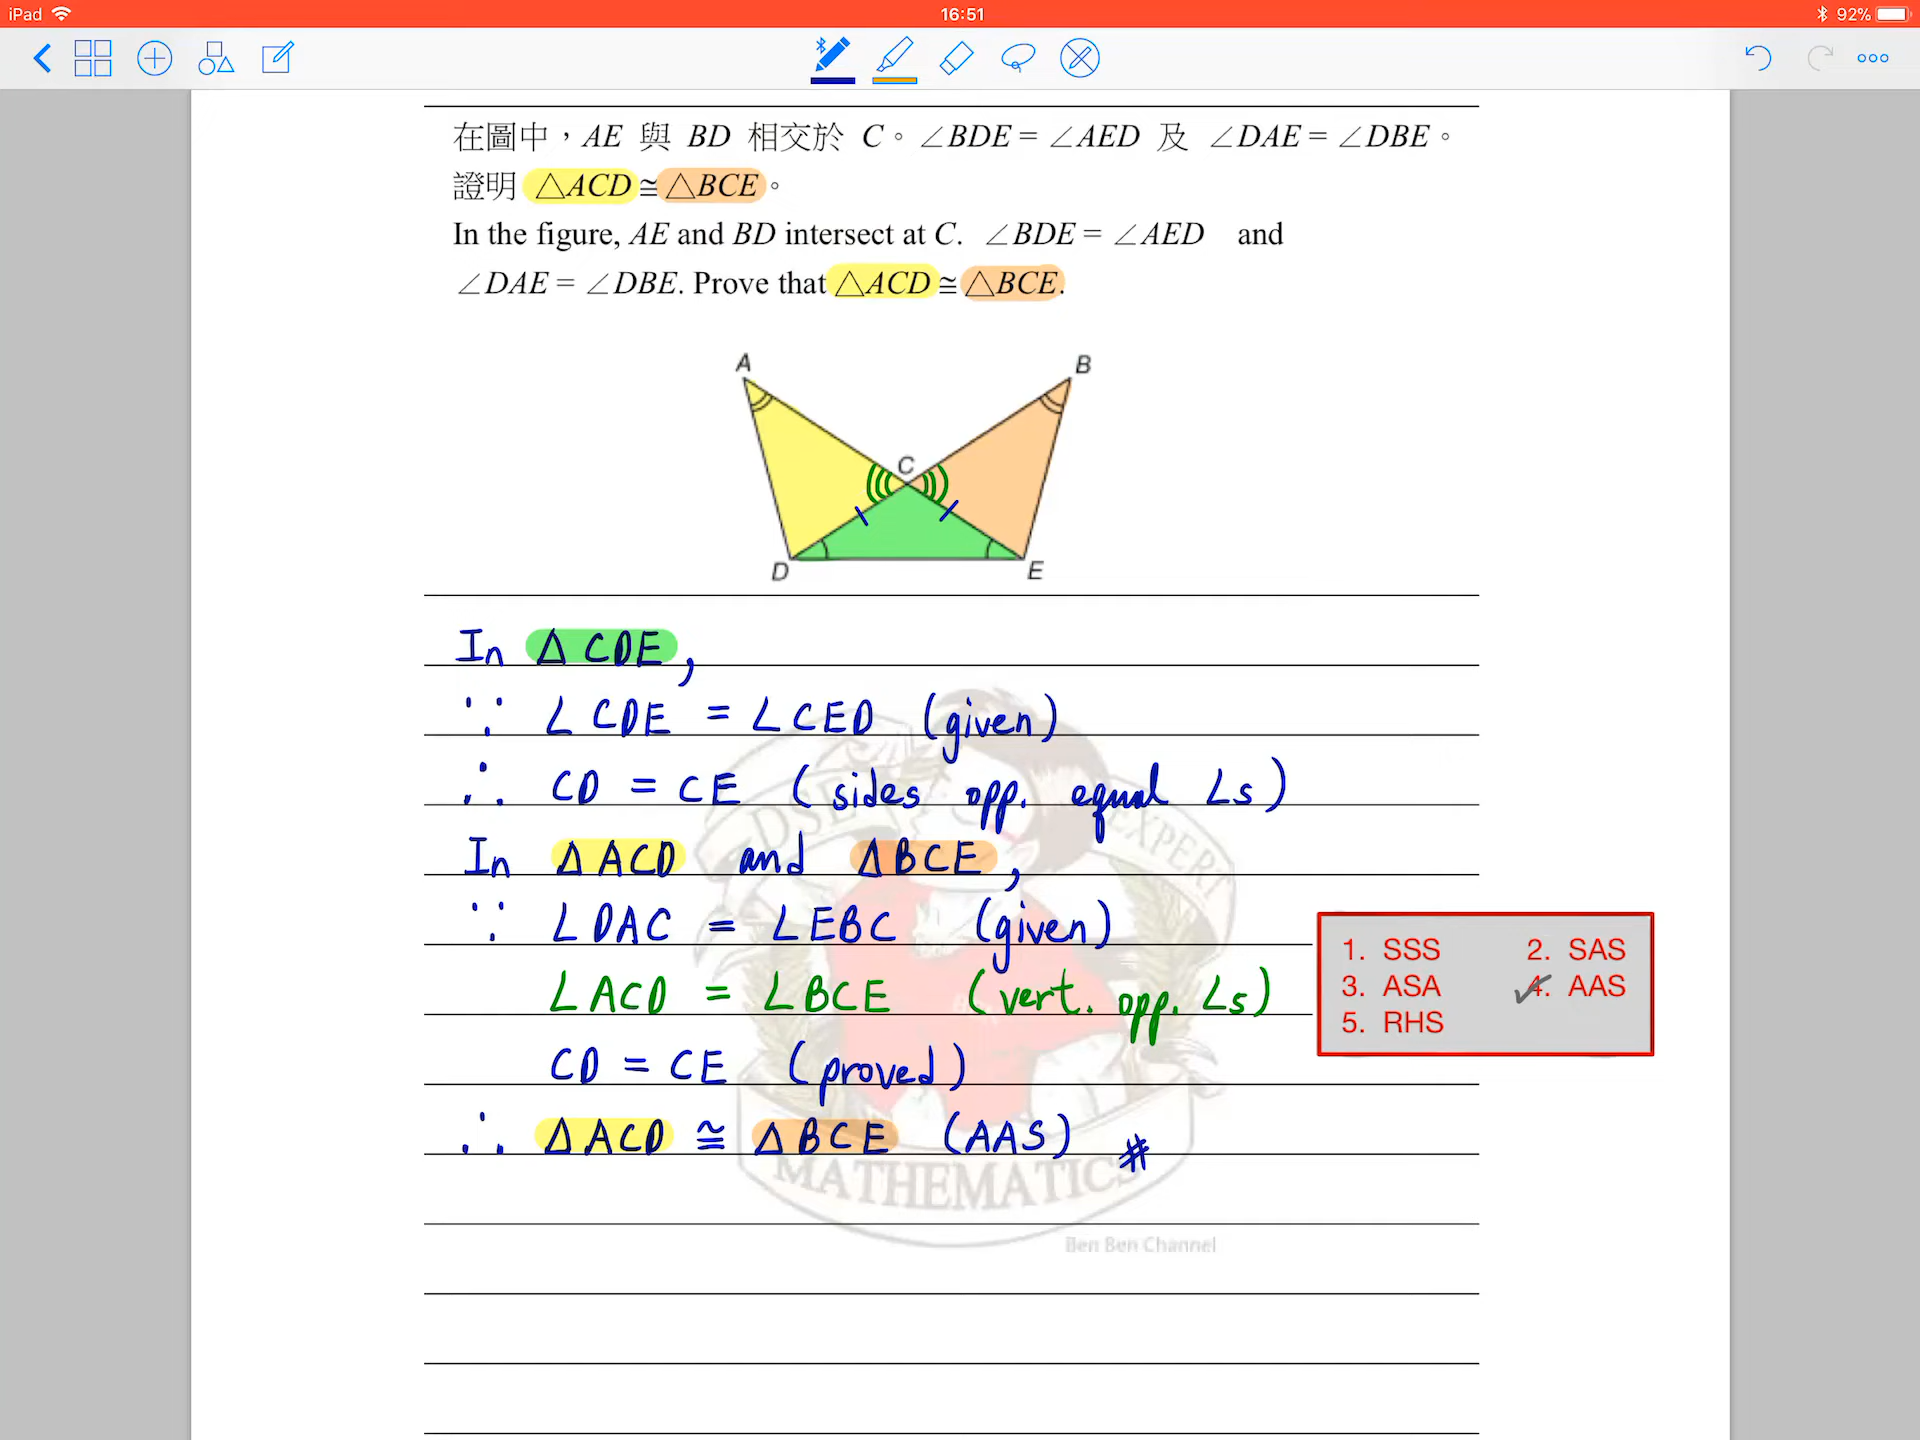 iPad 16:51 92%
在圖中，AE 與 BD 相交於 C。∠BDE = ∠AED 及 ∠DAE = ∠DBE。
證明 △ACD ≅ △BCE。
In the figure, AE and BD intersect at C. ∠BDE = ∠AED and
∠DAE = ∠DBE. Prove that △ACD ≅ △BCE.
A B
C
D E
In △CDE,
∵ ∠CDE = ∠CED (given)
∴ CD = CE (sides opp. equal ∠s)
In △ACD and △BCE,
∵ ∠DAC = ∠EBC (given)
∠ACD = ∠BCE (vert. opp. ∠s)
CD = CE (proved)
∴ △ACD ≅ △BCE (AAS) #
1. SSS 2. SAS
3. ASA 4. AAS
5. RHS
DSE EXPERT
MATHEMATICS
Ben Ben Channel